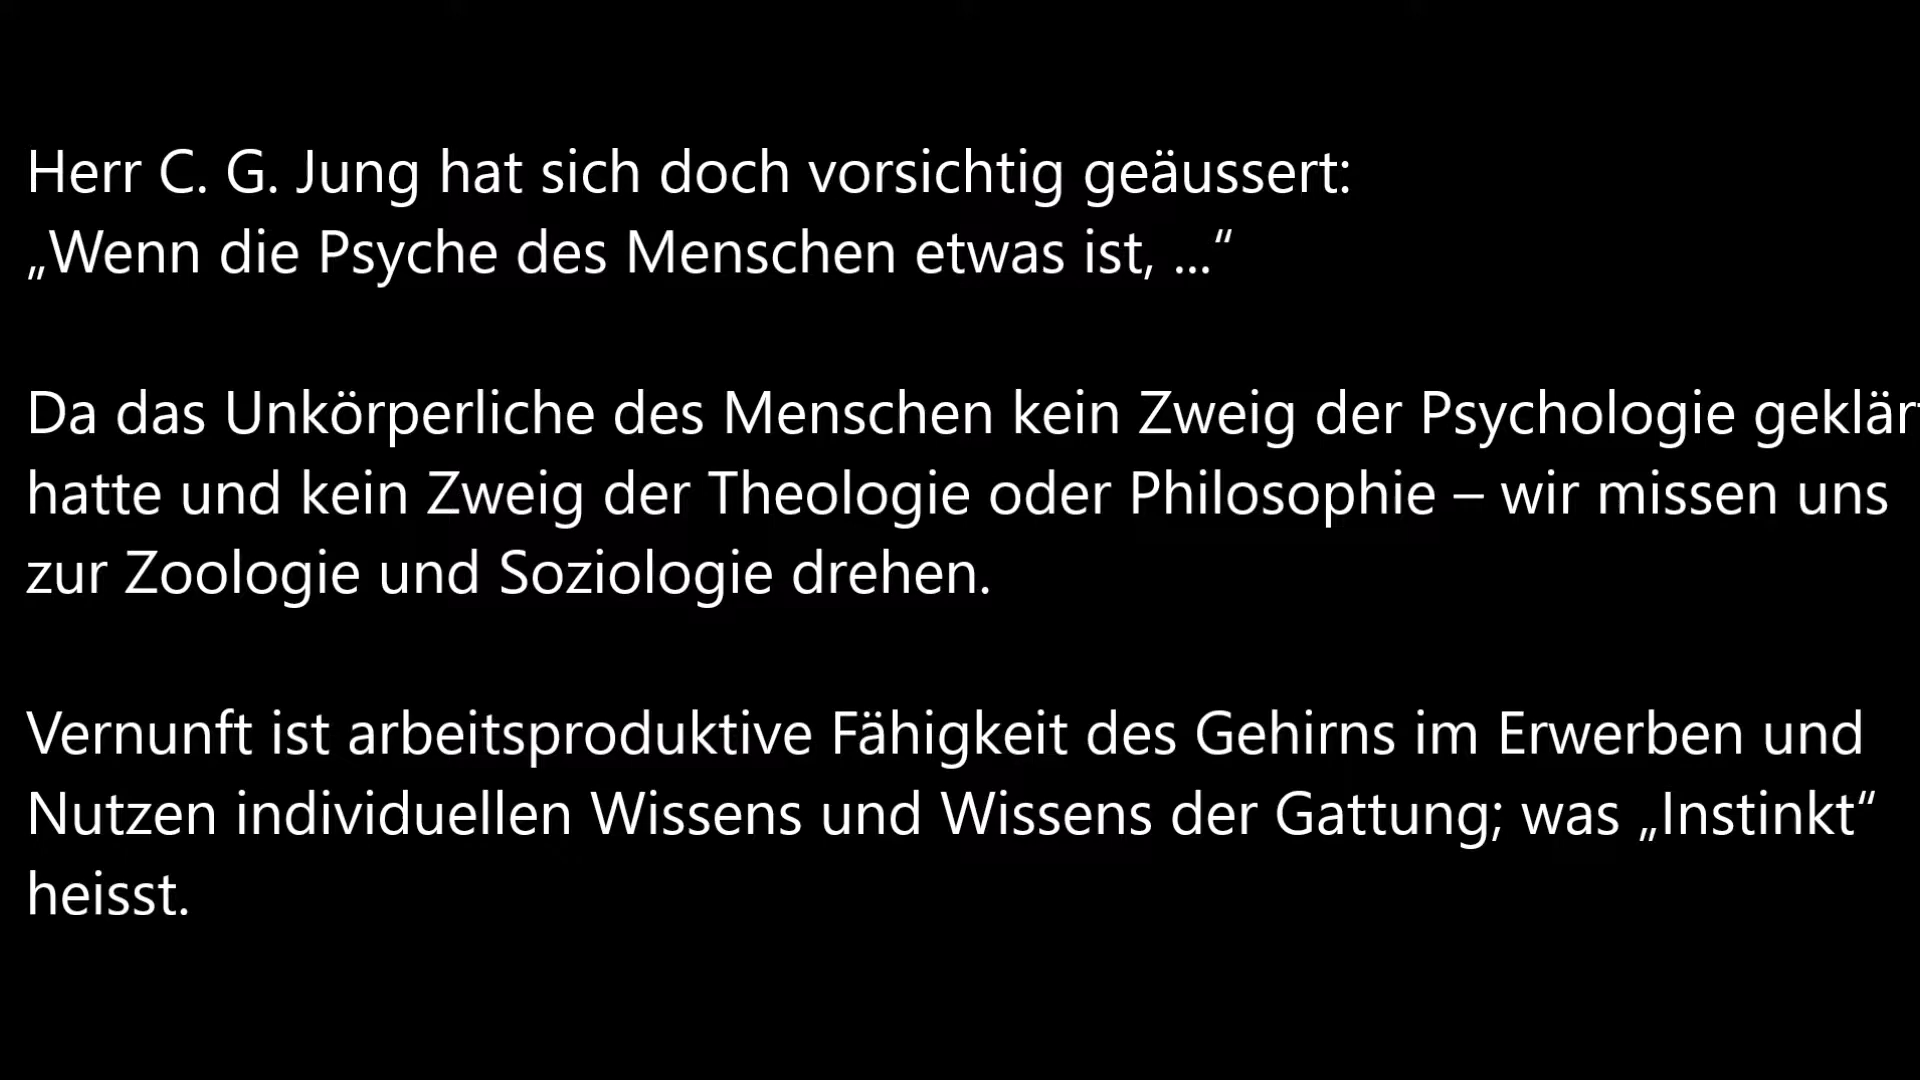 Herr C. G. Jung hat sich doch vorsichtig geäussert:
„Wenn die Psyche des Menschen etwas ist, ...“
Da das Unkörperliche des Menschen kein Zweig der Psychologie geklärt
hatte und kein Zweig der Theologie oder Philosophie – wir missen uns
zur Zoologie und Soziologie drehen.
Vernunft ist arbeitsproduktive Fähigkeit des Gehirns im Erwerben und
Nutzen individuellen Wissens und Wissens der Gattung; was „Instinkt“
heisst.